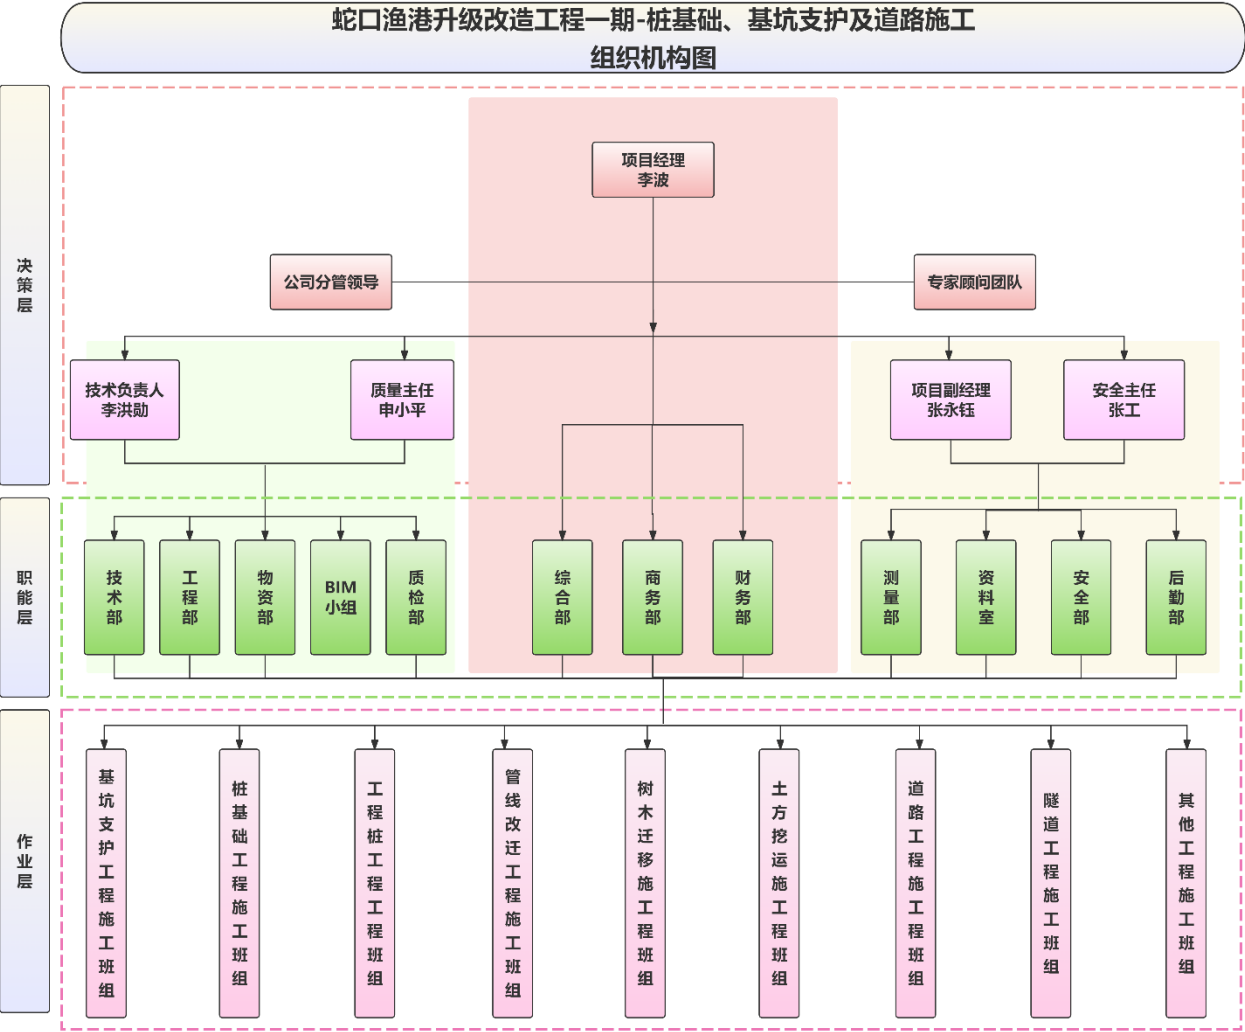 蛇口渔港升级改造工程一期-桩基础、基坑支护及道路施工
组织机构图
决策层
项目经理
李波
公司分管领导
专家顾问团队
技术负责人
李洪勋
质量主任
申小平
项目副经理
张永钰
安全主任
张工
职能层
技术部
工程部
物资部
BIM
小组
质检部
综合部
商务部
财务部
测量部
资料室
安全部
后勤部
作业层
基坑支护工程施工班组
桩基础工程施工班组
工程桩工程工程班组
管线改迁工程施工班组
树木迁移施工程班组
土方挖运施工程班组
道路工程施工程班组
隧道工程施工班组
其他工程施工班组